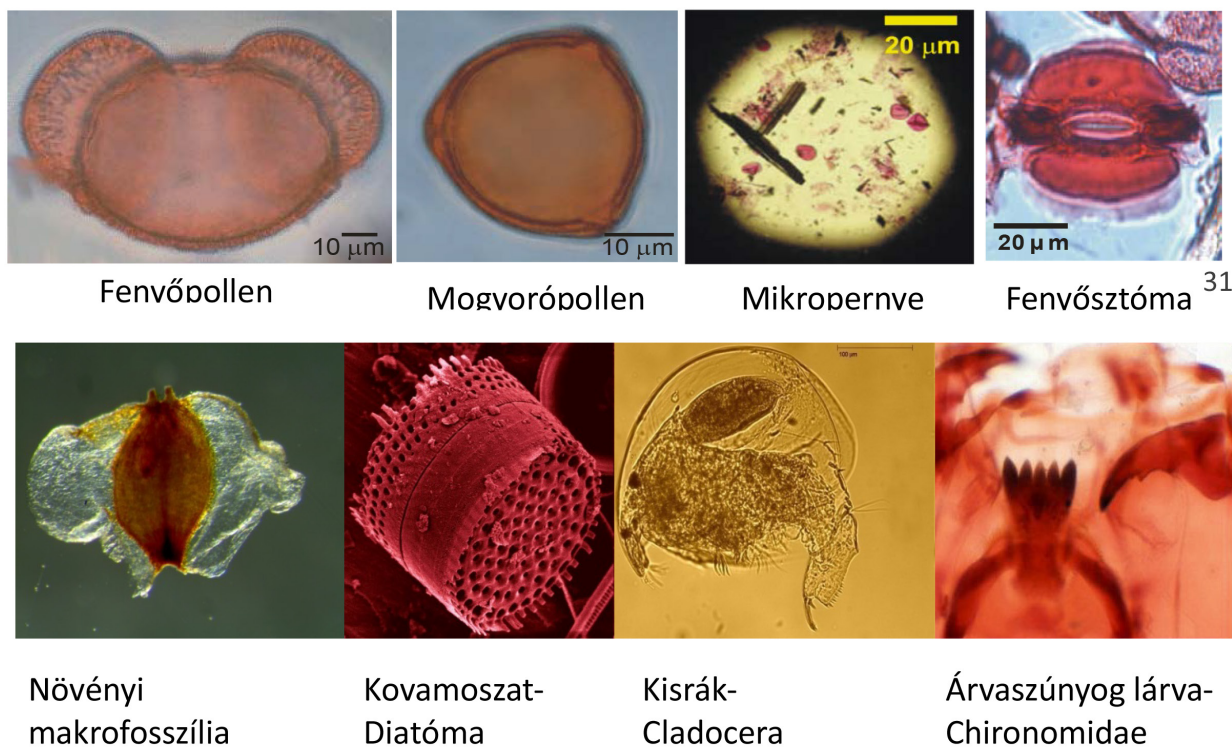 10 µm
10 µm
20 µm
20 µm
Fenyőpollen
Mogyorópollen
Mikropernye
Fenyősztóma
31
100 µm
Növényi
makrofosszília
Kovamoszat-
Diatóma
Kisrák-
Cladocera
Árvaszúnyog lárva-
Chironomidae